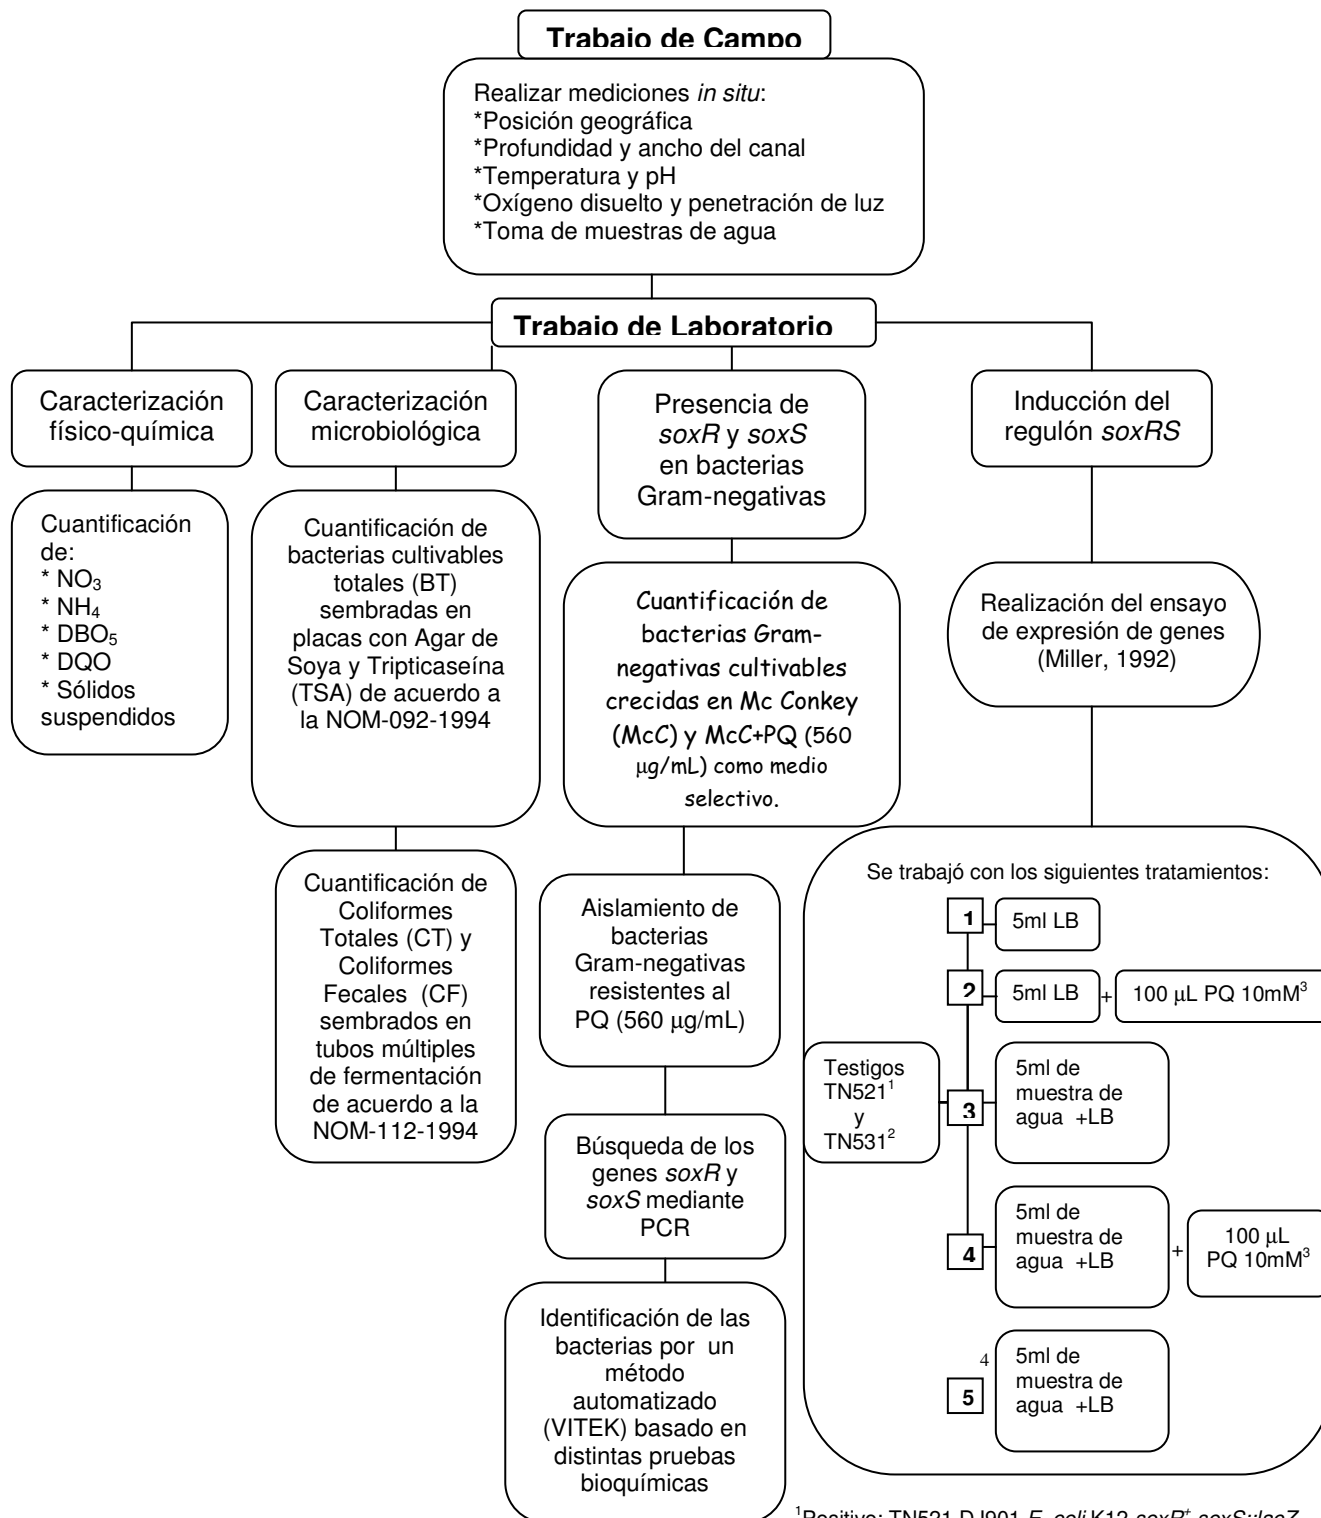 Trabajo de Campo
Realizar mediciones in situ:
*Posición geográfica
*Profundidad y ancho del canal
*Temperatura y pH
*Oxígeno disuelto y penetración de luz
*Toma de muestras de agua
Trabajo de Laboratorio
Caracterización
físico-química
Cuantificación
de:
* NO3
* NH4
* DBO5
* DQO
* Sólidos
suspendidos
Caracterización
microbiológica
Cuantificación de
bacterias cultivables
totales (BT)
sembradas en
placas con Agar de
Soya y Tripticaseína
(TSA) de acuerdo a
la NOM-092-1994
Cuantificación de
Coliformes
Totales (CT) y
Coliformes
Fecales (CF)
sembrados en
tubos múltiples
de fermentación
de acuerdo a la
NOM-112-1994
Presencia de
soxR y soxS
en bacterias
Gram-negativas
Cuantificación de
bacterias Gram-
negativas cultivables
crecidas en Mc Conkey
(McC) y McC+PQ (560
µg/mL) como medio
selectivo.
Aislamiento de
bacterias
Gram-negativas
resistentes al
PQ (560 µg/mL)
Búsqueda de los
genes soxR y
soxS mediante
PCR
Identificación de las
bacterias por un
método
automatizado
(VITEK) basado en
distintas pruebas
bioquímicas
Inducción del
regulón soxRS
Realización del ensayo
de expresión de genes
(Miller, 1992)
Se trabajó con los siguientes tratamientos:
Testigos
TN521¹
y
TN531²
1 5ml LB
2 5ml LB + 100 µL PQ 10mM³
3 5ml de
muestra de
agua +LB
4 5ml de
muestra de
agua +LB
+ 100 µL
PQ 10mM³
4
5 5ml de
muestra de
agua +LB
¹Positivo: TN521 DJ901 E. coli K12 soxR⁺ soxS::lacZ